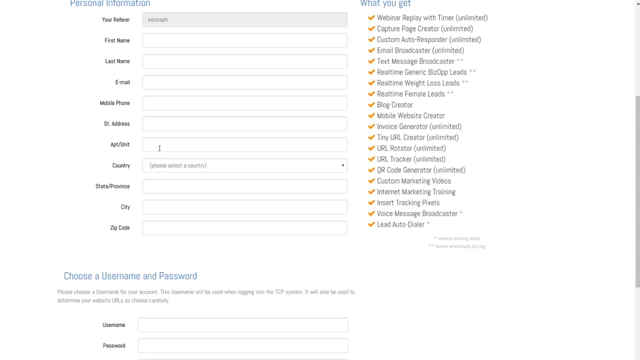 Personal Information
Your Referer
First Name
Last Name
E-mail
Mobile Phone
St. Address
Apt/Unit
Country
(please select a country)
State/Province
City
Zip Code
What you get
Webinar Replay with Timer (unlimited)
Capture Page Creator (unlimited)
Custom Auto-Responder (unlimited)
Email Broadcaster (unlimited)
Text Message Broadcaster **
Realtime Generic BizOpp Leads **
Realtime Weight Loss Leads **
Realtime Female Leads **
Blog Creator
Mobile Website Creator
Invoice Generator (unlimited)
Tiny URL Creator (unlimited)
URL Rotator (unlimited)
URL Tracker (unlimited)
QR Code Generator (unlimited)
Custom Marketing Videos
Internet Marketing Training
Insert Tracking Pixels
Voice Message Broadcaster *
Lead Auto-Dialer *
** below wholesale pricing
Choose a Username and Password
Please choose a Username for your account. This Username will be used when logging into the TCP system. It will also be used to
determine your website URLs so choose carefully.
Username
Password